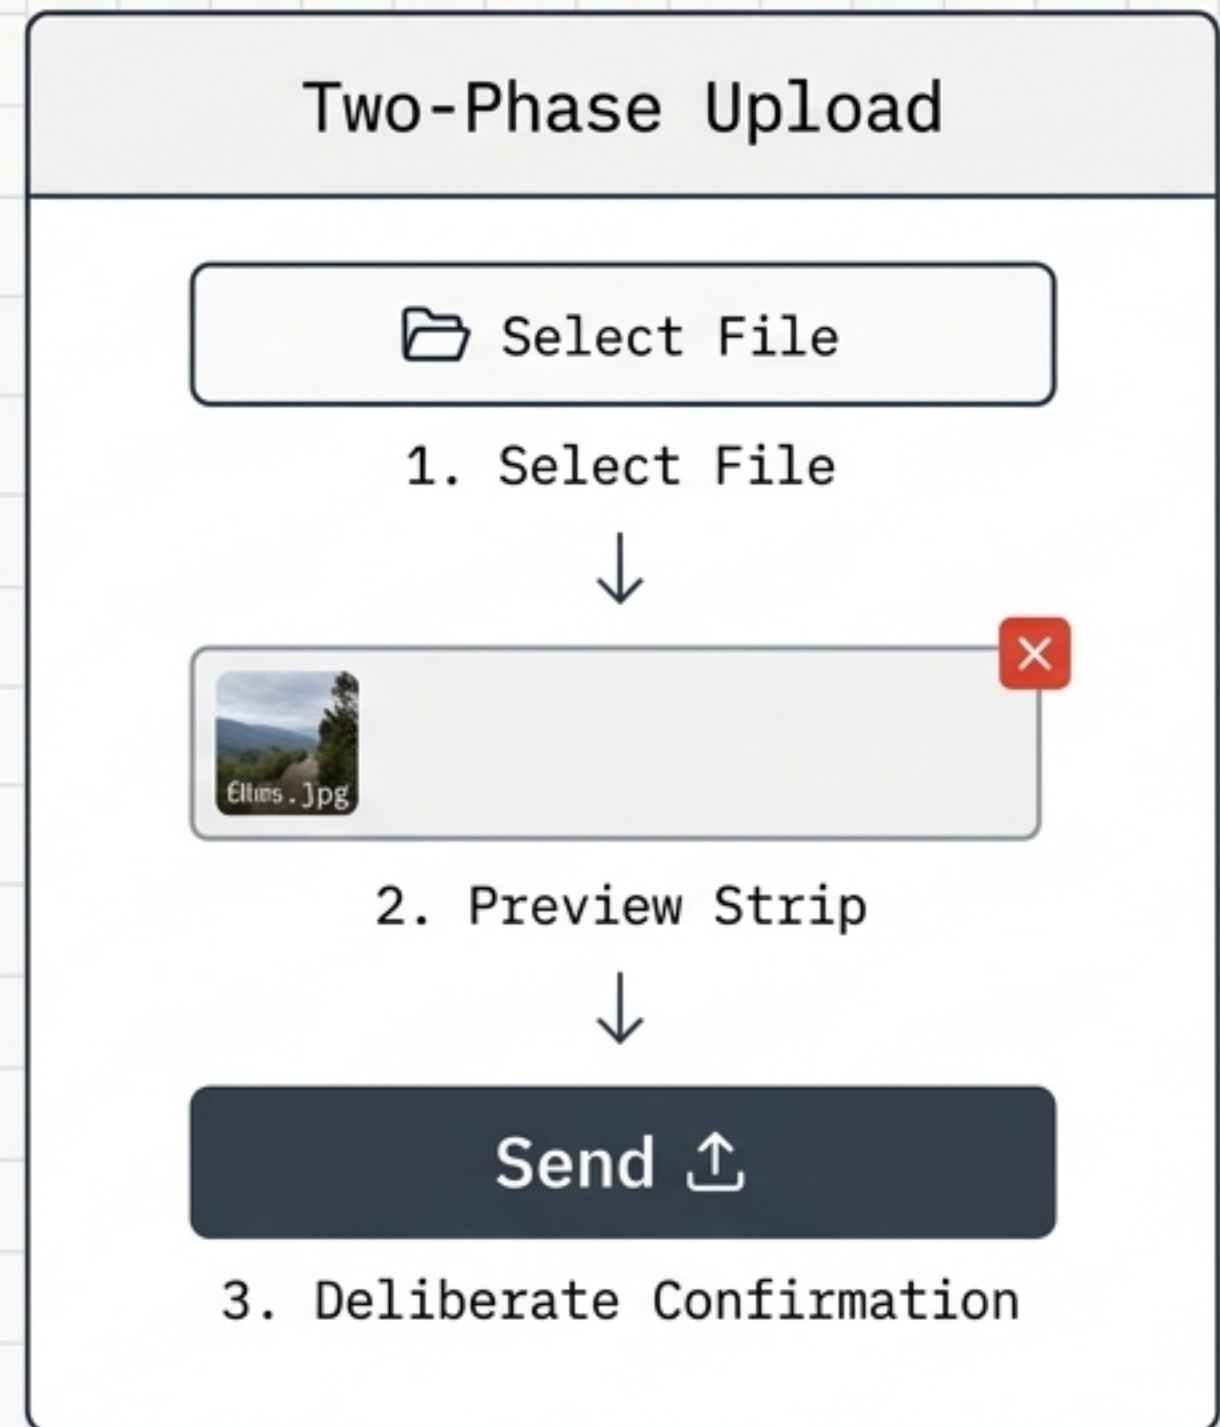 Two-Phase Upload
Select File
1. Select File
2. Preview Strip
Send
3. Deliberate Confirmation